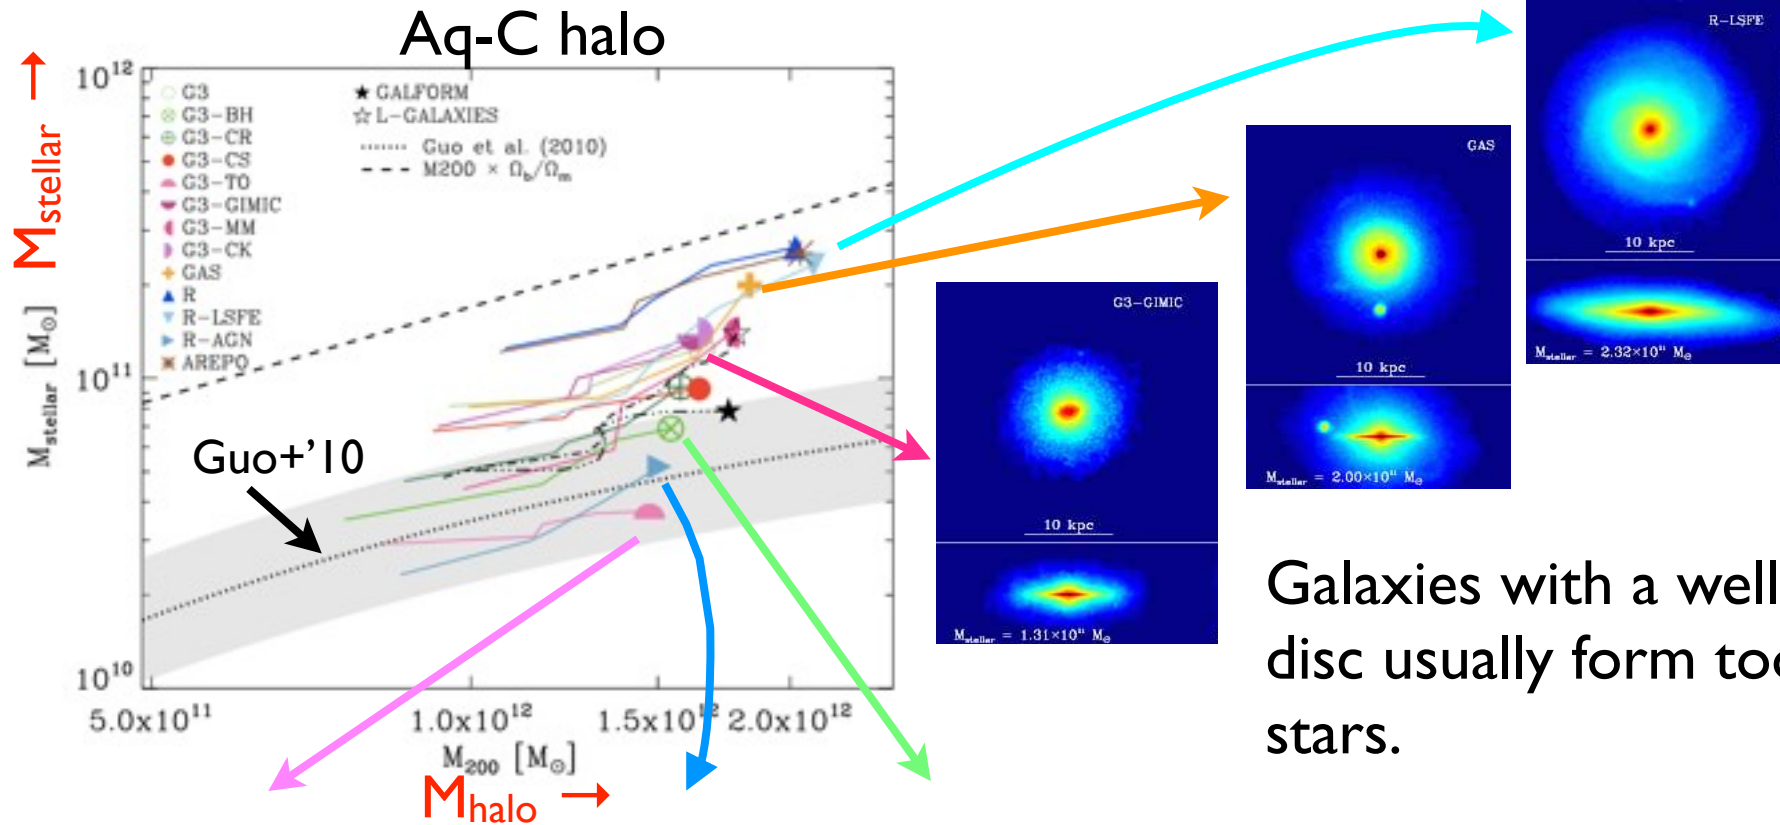 Aq-C halo
Mstellar →
10¹²
10¹¹
10¹⁰
Mstellar [M⊙]
G3
G3-BH
G3-CR
G3-CS
G3-TO
G3-GIMIC
G3-MM
G3-CK
GAS
R
R-LSFE
R-AGN
AREPO
★ GALFORM
☆ L-GALAXIES
Guo et al. (2010)
M200 × Ωb/Ωm
Guo+'10
5.0x10¹¹
1.0x10¹²
1.5x10¹²
2.0x10¹²
M200 [M⊙]
Mhalo →
G3-GIMIC
10 kpc
Mstellar = 1.31×10¹¹ M⊙
GAS
10 kpc
Mstellar = 2.00×10¹¹ M⊙
R-LSFE
10 kpc
Mstellar = 2.32×10¹¹ M⊙
Galaxies with a well
disc usually form too
stars.